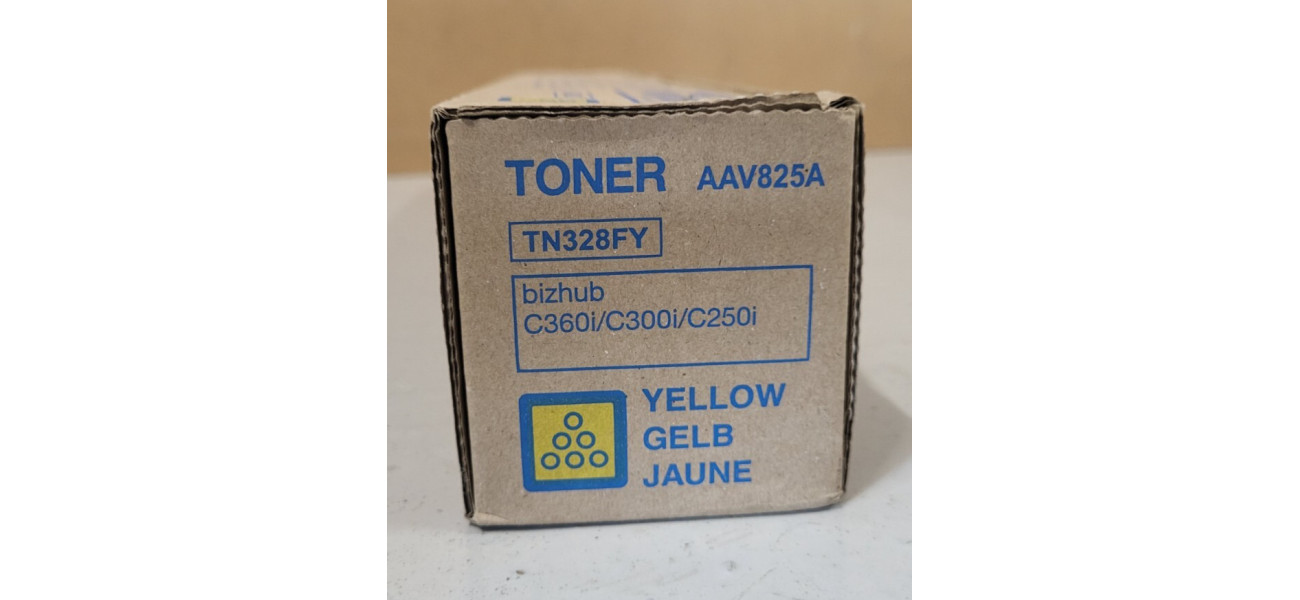 TONER AAV825A
TN328FY
bizhub
C360i/C300i/C250i
YELLOW
GELB
JAUNE